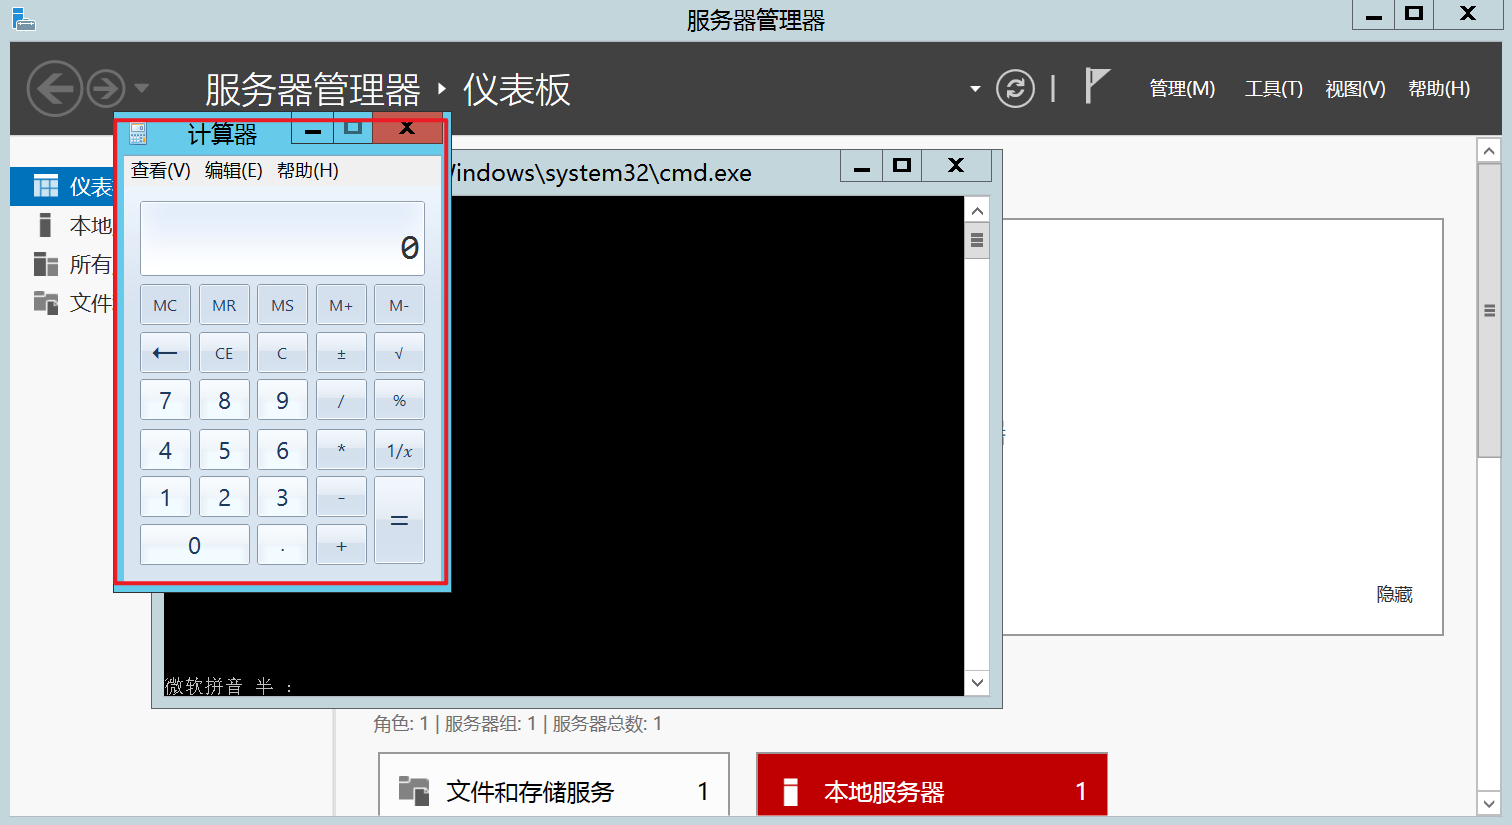 服务器管理器
服务器管理器 ‣ 仪表板
管理(M) 工具(T) 视图(V) 帮助(H)
计算器
查看(V) 编辑(E) 帮助(H)
0
MC MR MS M+ M-
← CE C ± √
7 8 9 / %
4 5 6 * 1/x
1 2 3 - =
0 . +
indows\system32\cmd.exe
微软拼音 半 :
仪表
本地
所有
文件
隐藏
角色: 1 | 服务器组: 1 | 服务器总数: 1
文件和存储服务 1
本地服务器 1